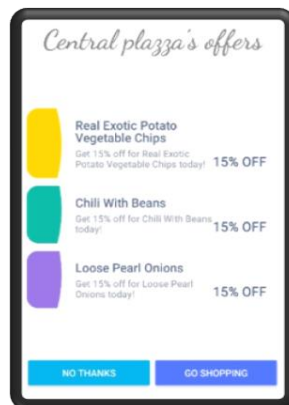 Central plazza's offers
Real Exotic Potato
Vegetable Chips
Get 15% off for Real Exotic
Potato Vegetable Chips today!
15% OFF
Chili With Beans
Get 15% off for Chili With Beans
today!
15% OFF
Loose Pearl Onions
Get 15% off for Loose Pearl
Onions today!
15% OFF
NO THANKS
GO SHOPPING